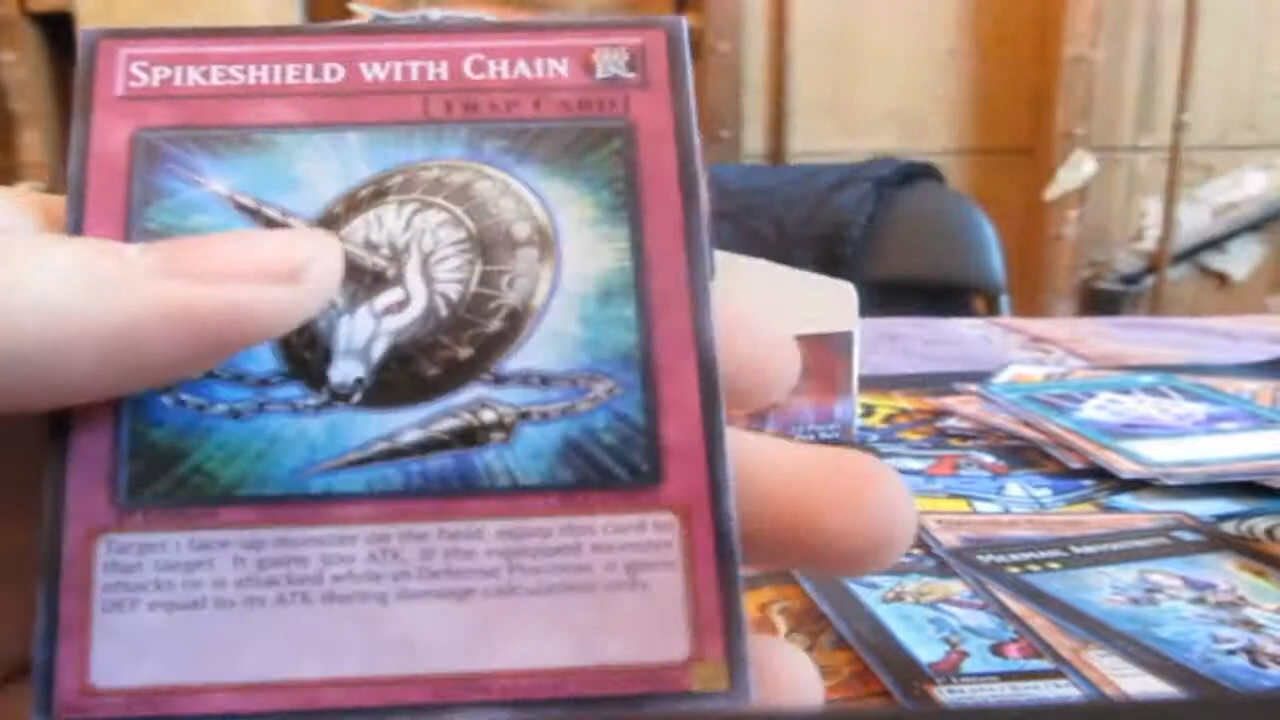 SPIKESHIELD WITH CHAIN
TRAP CARD
Target 1 face-up monster on the field; equip this card to
that target. It gains 500 ATK. If the equipped monster
attacks or is attacked while in Defense Position, it gains
DEF equal to its ATK during damage calculation only.
1st Edition